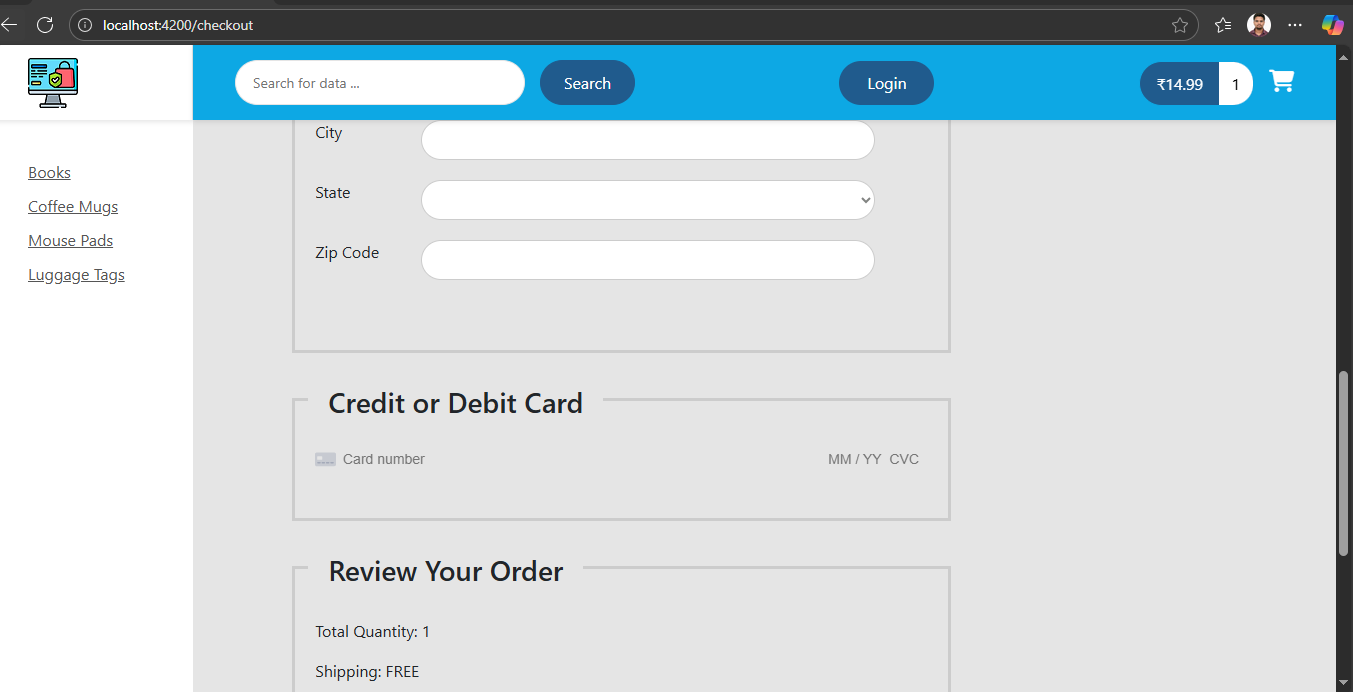 localhost:4200/checkout
Search for data ...
Search
Login
₹14.99
1
Books
Coffee Mugs
Mouse Pads
Luggage Tags
City
State
Zip Code
Credit or Debit Card
Card number
MM / YY CVC
Review Your Order
Total Quantity: 1
Shipping: FREE